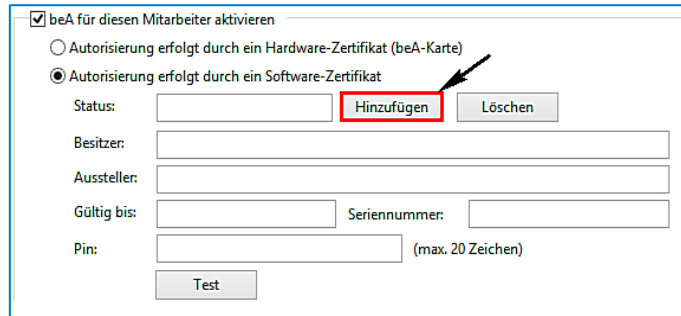 beA für diesen Mitarbeiter aktivieren
Autorisierung erfolgt durch ein Hardware-Zertifikat (beA-Karte)
Autorisierung erfolgt durch ein Software-Zertifikat
Status: Hinzufügen Löschen
Besitzer:
Aussteller:
Gültig bis: Seriennummer:
Pin: (max. 20 Zeichen)
Test